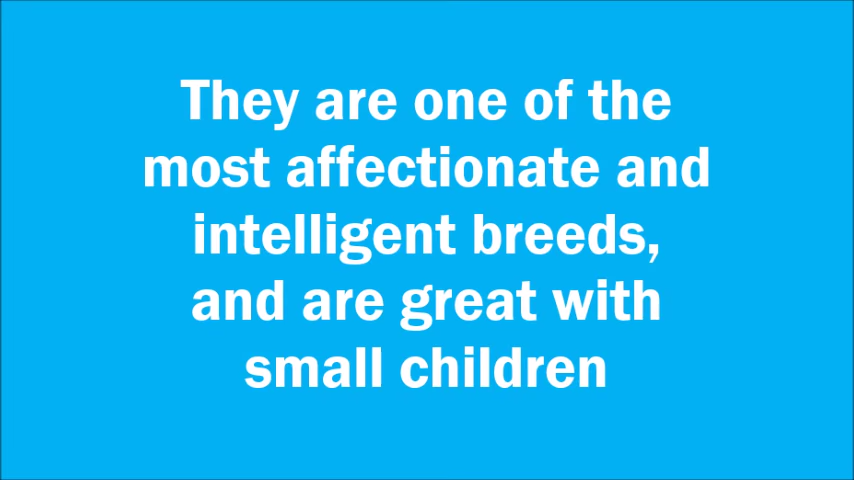 They are one of the
most affectionate and
intelligent breeds,
and are great with
small children